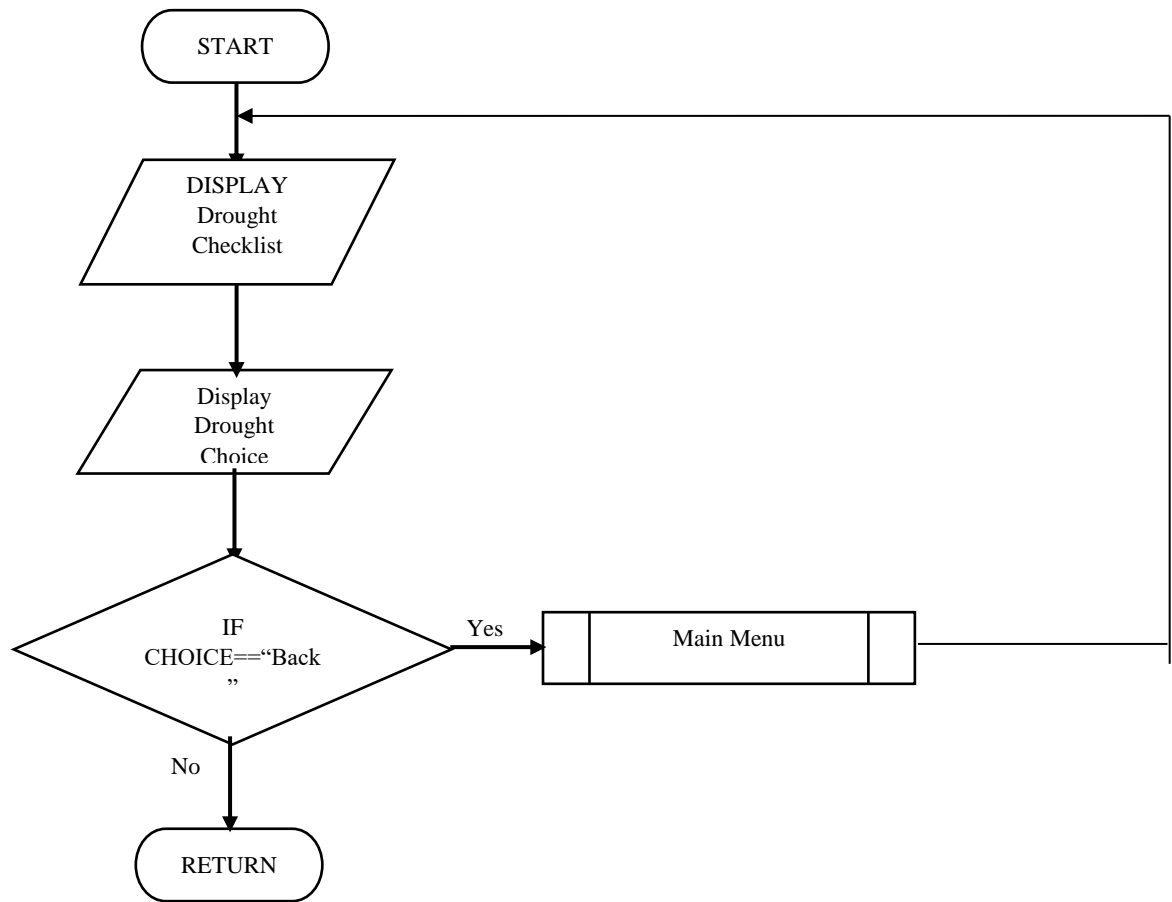 START
DISPLAY
Drought
Checklist
Display
Drought
Choice
IF
CHOICE==“Back
”
Yes
Main Menu
No
RETURN